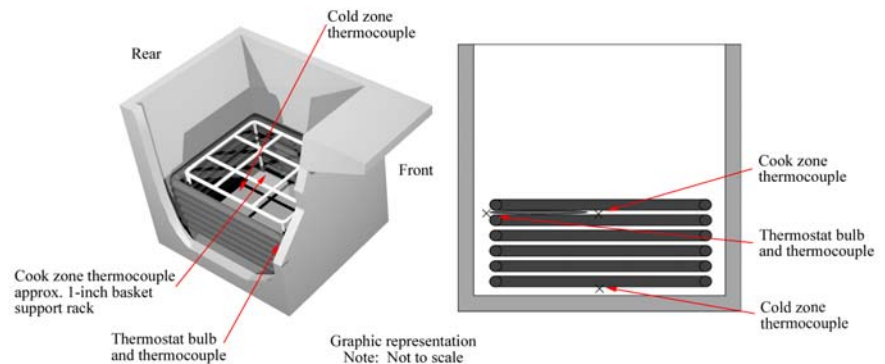 Cold zone
thermocouple
Rear
Front
Cook zone thermocouple
approx. 1-inch basket
support rack
Thermostat bulb
and thermocouple
Graphic representation
Note: Not to scale
Cook zone
thermocouple
Thermostat bulb
and thermocouple
Cold zone
thermocouple